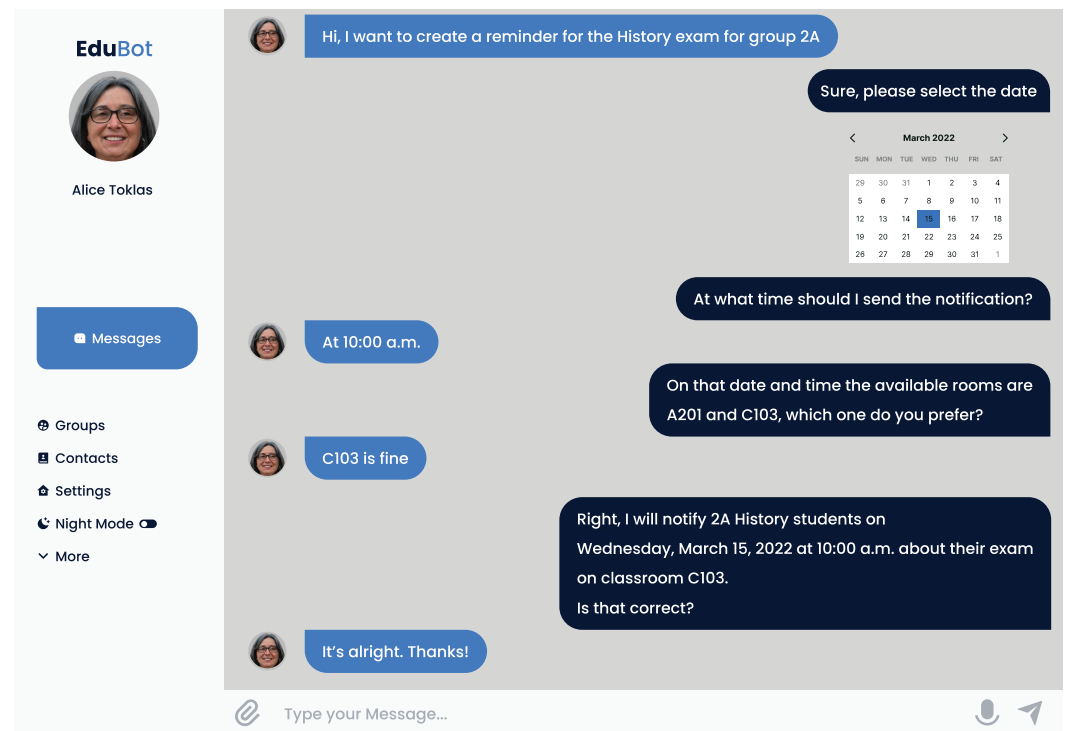 EduBot
Alice Toklas
Messages
Groups
Contacts
Settings
Night Mode
More
Hi, I want to create a reminder for the History exam for group 2A
Sure, please select the date
March 2022
SUN MON TUE WED THU FRI SAT
29 30 31 1 2 3 4
5 6 7 8 9 10 11
12 13 14 15 16 17 18
19 20 21 22 23 24 25
26 27 28 29 30 31 1
At what time should I send the notification?
At 10:00 a.m.
On that date and time the available rooms are
A201 and C103, which one do you prefer?
C103 is fine
Right, I will notify 2A History students on
Wednesday, March 15, 2022 at 10:00 a.m. about their exam
on classroom C103.
Is that correct?
It's alright. Thanks!
Type your Message...